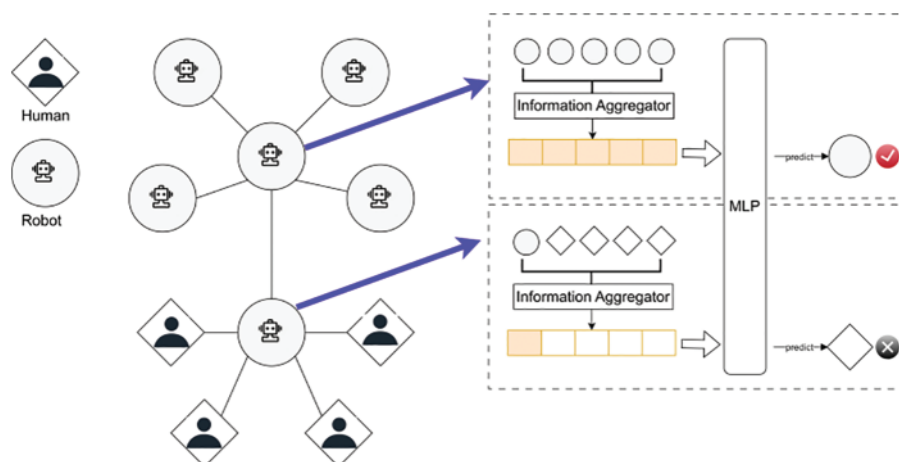 Human
Robot
Information Aggregator
predict
MLP
Information Aggregator
predict